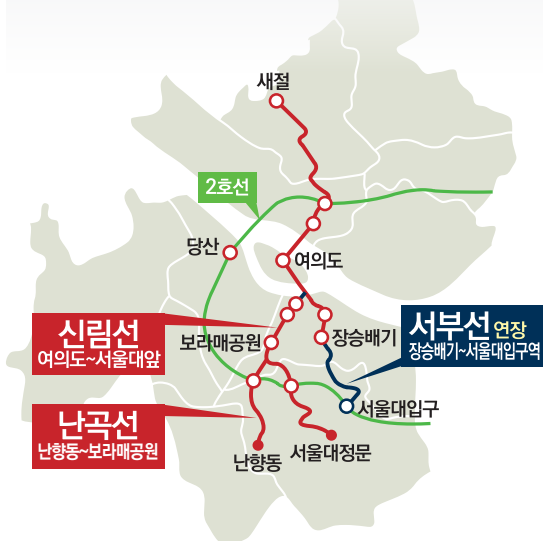 새절
2호선
당산
여의도
신림선
여의도~서울대앞
보라매공원
장승배기
서부선 연장
장승배기~서울대입구역
난곡선
난향동~보라매공원
서울대입구
난향동
서울대정문